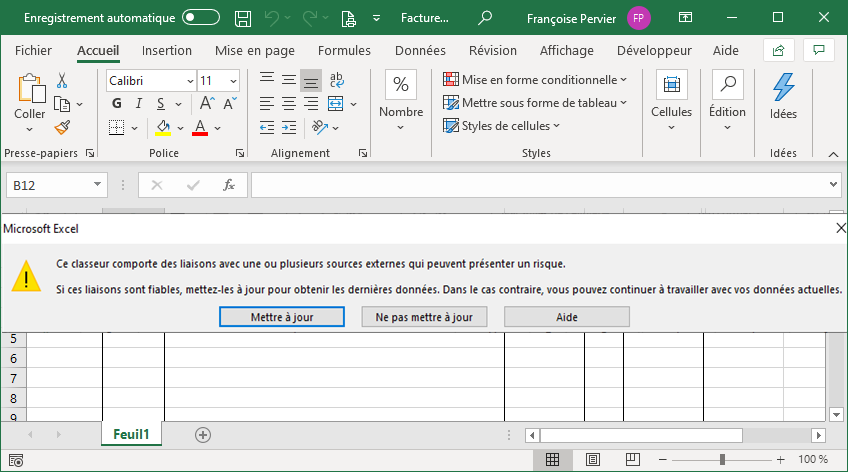 Enregistrement automatique Facture... Françoise Pervier FP
Fichier Accueil Insertion Mise en page Formules Données Révision Affichage Développeur Aide
Coller
Calibri 11
G I S
A A
A
ab
%
Nombre
Mise en forme conditionnelle
Mettre sous forme de tableau
Styles de cellules
Cellules
Édition
Idées
Presse-papiers Police Alignement Styles Idées
B12 fx
Microsoft Excel
Ce classeur comporte des liaisons avec une ou plusieurs sources externes qui peuvent présenter un risque.
Si ces liaisons sont fiables, mettez-les à jour pour obtenir les dernières données. Dans le cas contraire, vous pouvez continuer à travailler avec vos données actuelles.
Mettre à jour Ne pas mettre à jour Aide
5
6
7
8
9
Feuil1
100 %